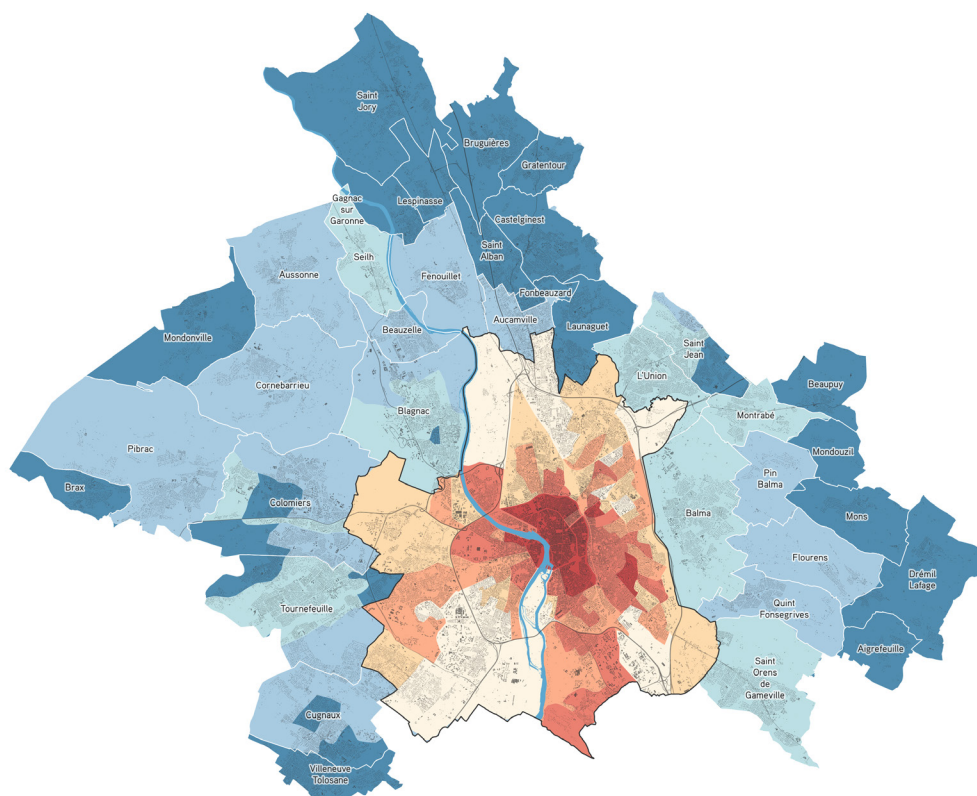 Saint
Jory
Bruguières
Gratentour
Gagnac
sur
Garonne
Lespinasse
Castelginest
Seilh
Saint
Alban
Aussonne
Fenouillet
Fonbeauzard
Aucamville
Launaguet
Mondonville
Beauzelle
Saint
Jean
L'Union
Cornebarrieu
Beaupuy
Blagnac
Montrabé
Pibrac
Mondouzil
Pin
Balma
Brax
Colomiers
Balma
Mons
Flourens
Drémil
Lafage
Tournefeuille
Quint
Fonsegrives
Aigrefeuille
Saint
Orens
de
Gameville
Cugnaux
Villeneuve
Tolosane